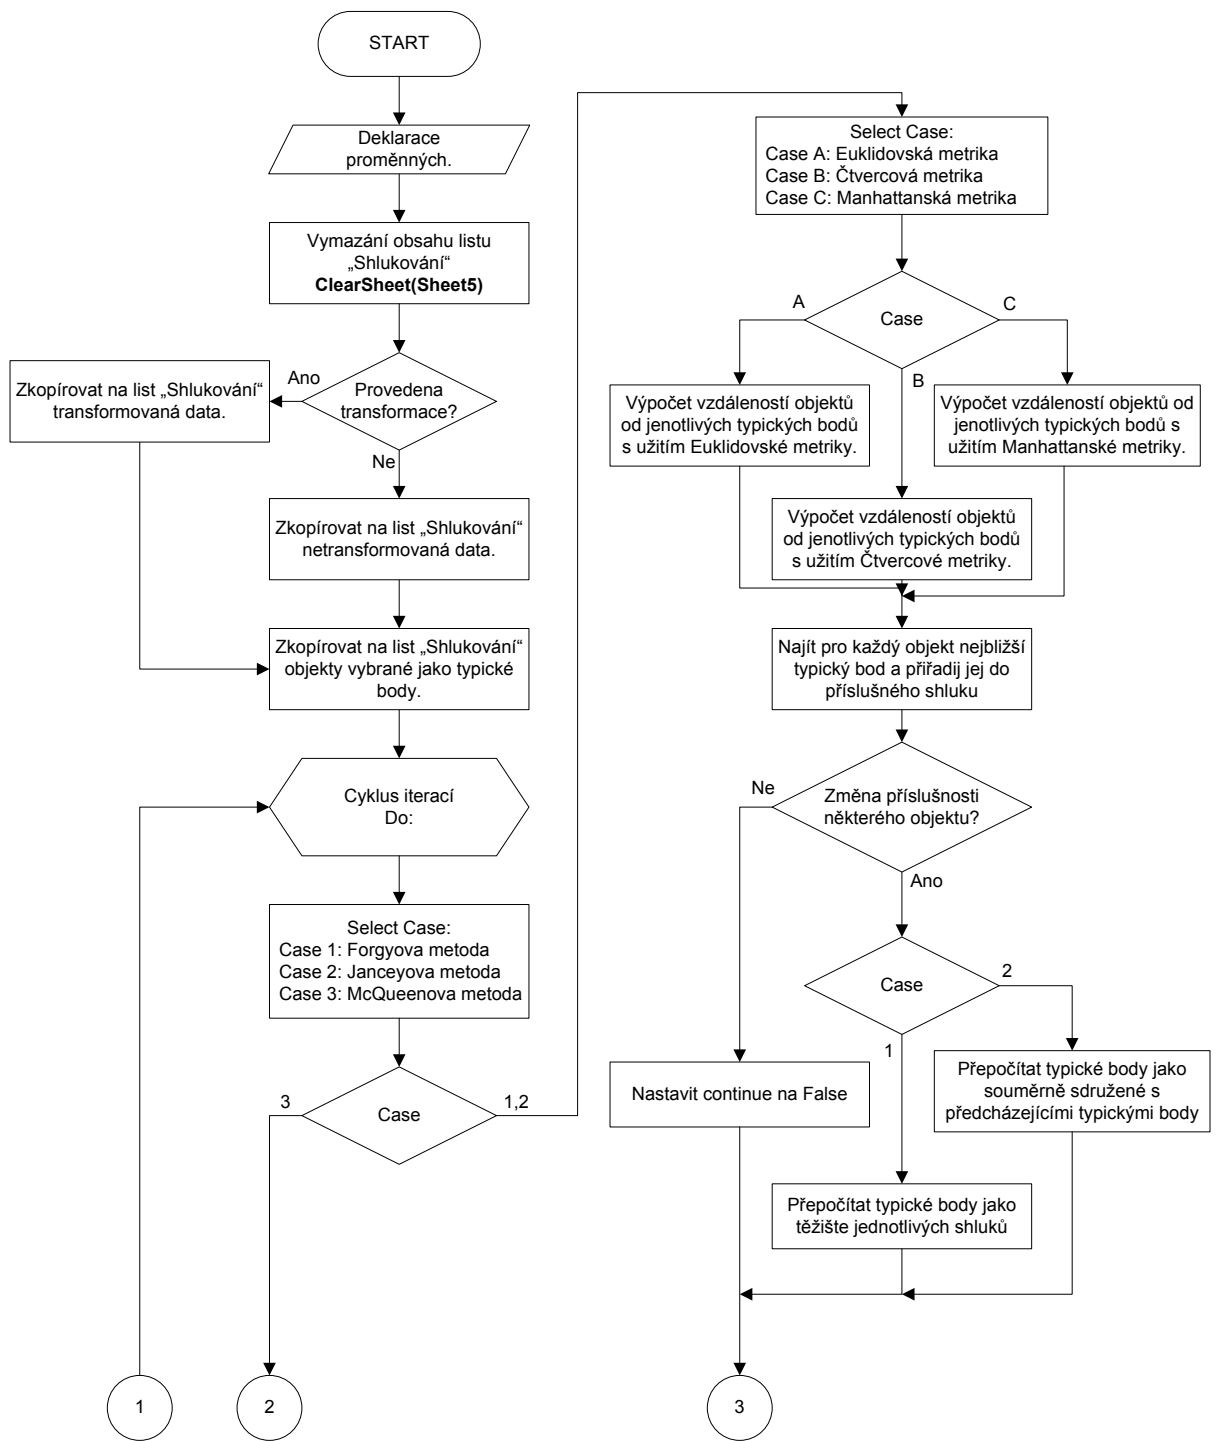 START
Deklarace
proměnných.
Vymazání obsahu listu
„Shlukování“
ClearSheet(Sheet5)
Ano
Provedena
transformace?
Zkopírovat na list „Shlukování“
transformovaná data.
Ne
Zkopírovat na list „Shlukování“
netransformovaná data.
Zkopírovat na list „Shlukování“
objekty vybrané jako typické
body.
Cyklus iterací
Do:
Select Case:
Case 1: Forgyova metoda
Case 2: Janceyova metoda
Case 3: McQueenova metoda
3
Case
1,2
1
2
Select Case:
Case A: Euklidovská metrika
Case B: Čtvercová metrika
Case C: Manhattanská metrika
A
Case
C
B
Výpočet vzdáleností objektů
od jenotlivých typických bodů
s užitím Euklidovské metriky.
Výpočet vzdáleností objektů od
jenotlivých typických bodů s
užitím Manhattanské metriky.
Výpočet vzdáleností objektů
od jenotlivých typických bodů
s užitím Čtvercové metriky.
Najít pro každý objekt nejbližší
typický bod a přiřadij jej do
příslušného shluku
Ne
Změna příslušnosti
některého objektu?
Ano
Case
2
1
Nastavit continue na False
Přepočítat typické body jako
souměrně sdružené s
předcházejícími typickými body
Přepočítat typické body jako
těžište jednotlivých shluků
3